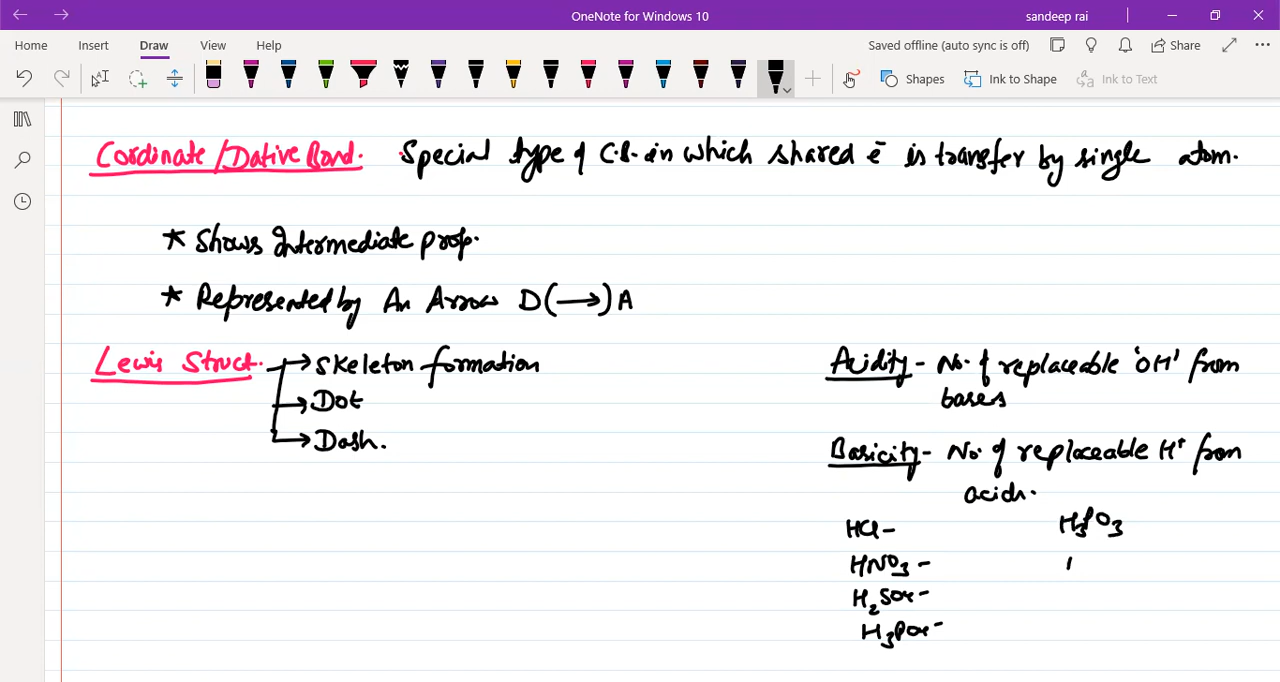 OneNote for Windows 10
sandeep rai
Home Insert Draw View Help
Saved offline (auto sync is off) Share
Shapes Ink to Shape Ink to Text
Cordinate/Dative Bond. Special type of C.B. in which shared e⁻ is transfer by single atom.
* Shows Intermediate prop.
* Represented by An Arrow D(→)A
Lewis Struct. → Skeleton formation
→ Dot
→ Dash.
Acidity - No. of replaceable 'OH' from
bases
Basicity - No. of replaceable H⁺ from
acids.
HCl - H₃PO₃
HNO₃ -
H₂SO₄ -
H₃PO₄ -